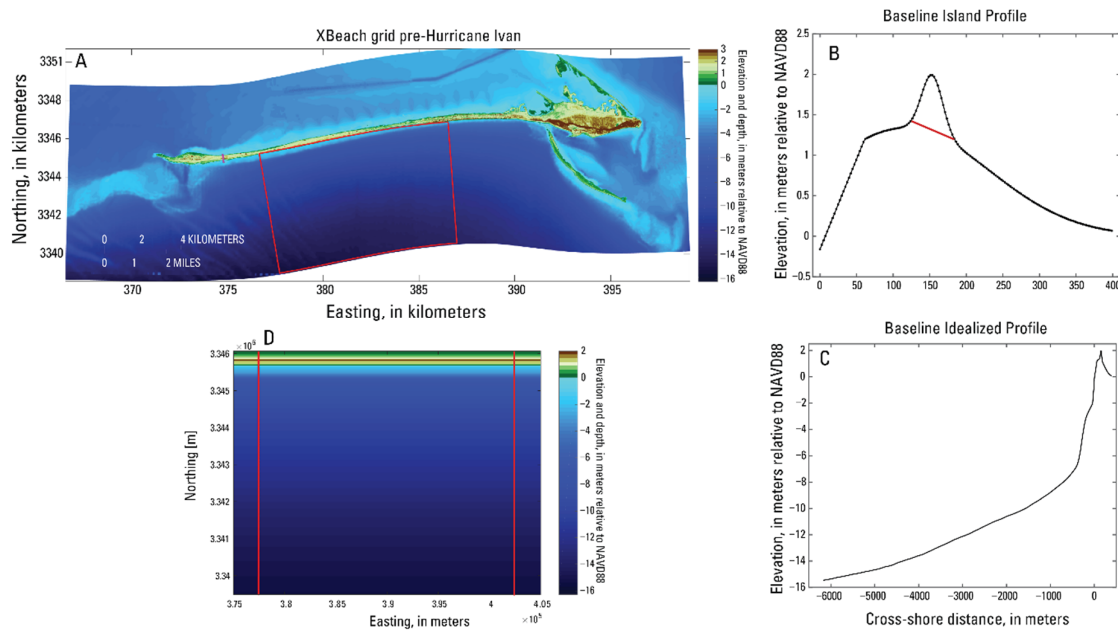 XBeach grid pre-Hurricane Ivan
A
3351
3348
3346
3344
3342
3340
Northing, in kilometers
0 2 4 KILOMETERS
0 1 2 MILES
370 375 380 385 390 395
Easting, in kilometers
3
2
1
0
−2
−4
−6
−8
−10
−12
−14
−16
Elevation and depth, in meters relative to NAVD88
Baseline Island Profile
B
2.5
2
1.5
1
0.5
0
−0.5
Elevation, in meters relative to NAVD88
0 50 100 150 200 250 300 350 400
D
×10⁶
3.346
3.345
3.344
3.343
3.342
3.341
3.34
Northing [m]
3.75 3.8 3.85 3.9 3.95 4 4.05
×10⁵
Easting, in meters
2
0
−2
−4
−6
−8
−10
−12
−14
−16
Elevation and depth, in meters relative to NAVD88
Baseline Idealized Profile
C
2
0
−2
−4
−6
−8
−10
−12
−14
−16
Elevation, in meters relative to NAVD88
−6000 −5000 −4000 −3000 −2000 −1000 0
Cross-shore distance, in meters